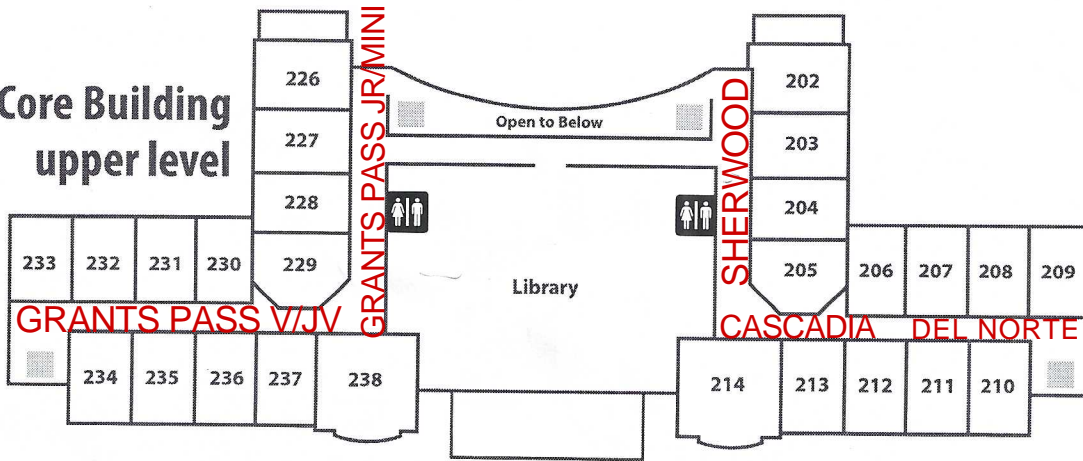 Core Building
upper level
226
227
228
229
230
231
232
233
234
235
236
237
238
GRANTS PASS V/JV
GRANTS PASS JR/MINI
Open to Below
Library
SHERWOOD
202
203
204
205
206
207
208
209
CASCADIA
DEL NORTE
214
213
212
211
210